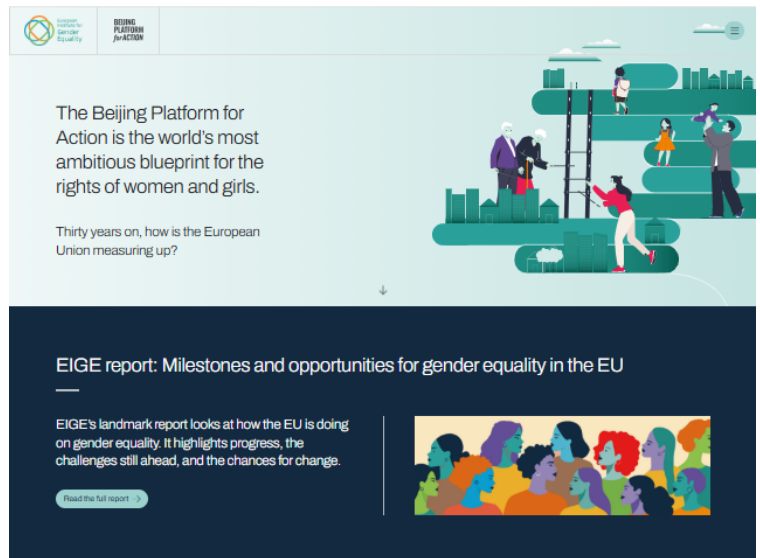 European
Institute for
Gender
Equality
BEIJING
PLATFORM
for ACTION
The Beijing Platform for
Action is the world's most
ambitious blueprint for the
rights of women and girls.
Thirty years on, how is the European
Union measuring up?
EIGE report: Milestones and opportunities for gender equality in the EU
EIGE's landmark report looks at how the EU is doing
on gender equality. It highlights progress, the
challenges still ahead, and the chances for change.
Read the full report